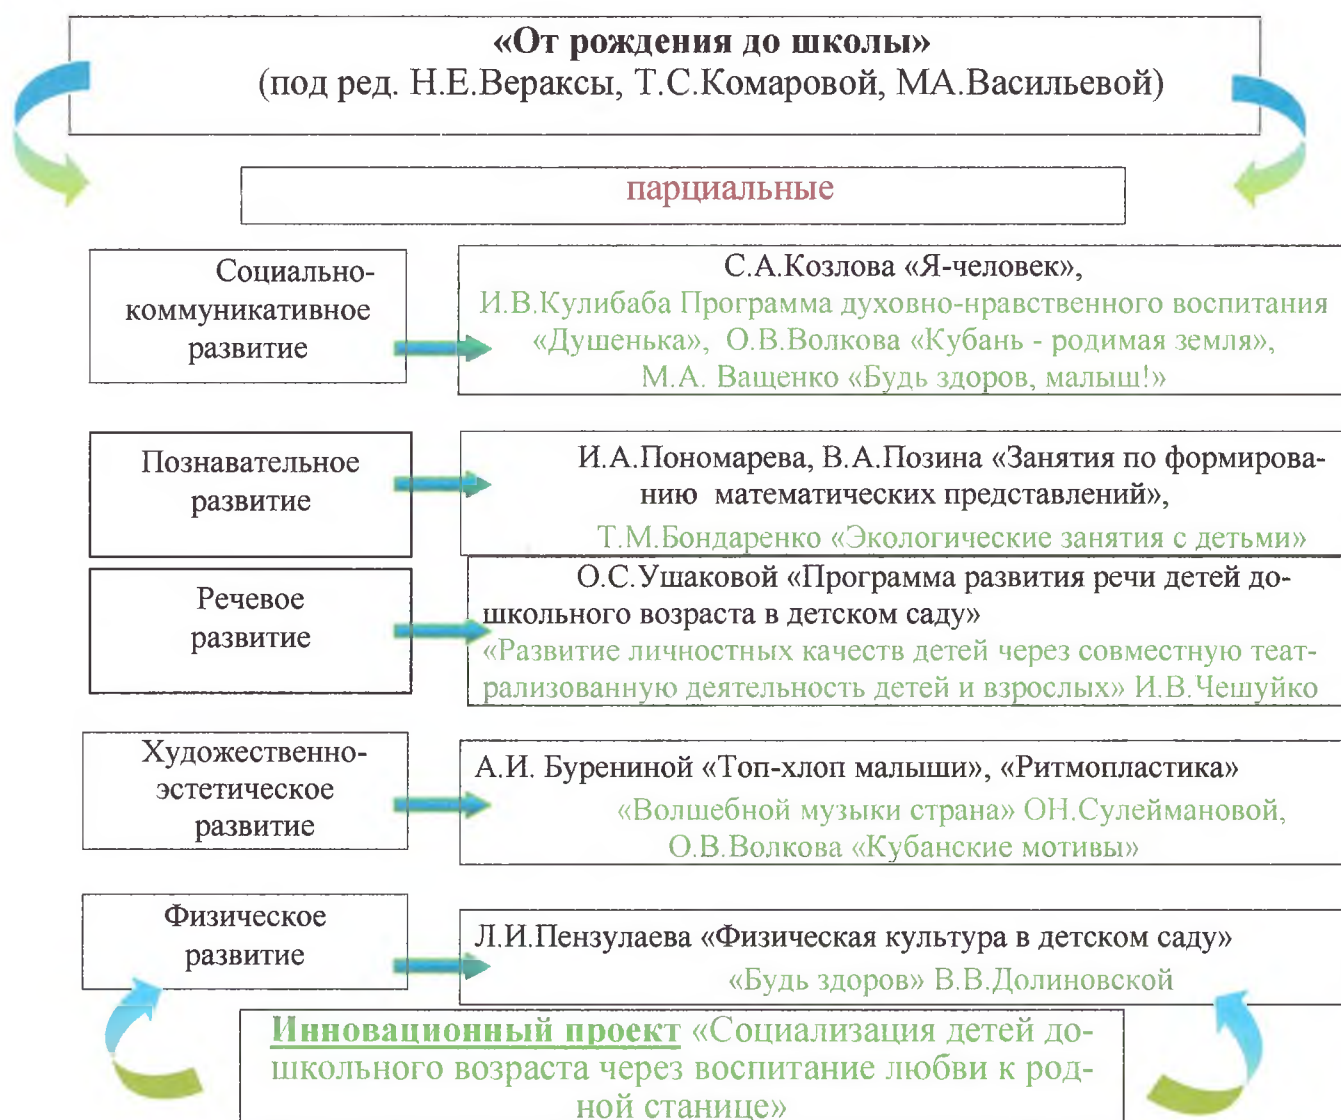 «От рождения до школы»
(под ред. Н.Е.Вераксы, Т.С.Комаровой, МА.Васильевой)
парциальные
Социально-
коммуникативное
развитие
С.А.Козлова «Я-человек»,
И.В.Кулибаба Программа духовно-нравственного воспитания
«Душенька», О.В.Волкова «Кубань - родимая земля»,
М.А. Ващенко «Будь здоров, малыш!»
Познавательное
развитие
И.А.Пономарева, В.А.Позина «Занятия по формирова-
нию математических представлений»,
Т.М.Бондаренко «Экологические занятия с детьми»
Речевое
развитие
О.С.Ушаковой «Программа развития речи детей до-
школьного возраста в детском саду»
«Развитие личностных качеств детей через совместную теат-
рализованную деятельность детей и взрослых» И.В.Чешуйко
Художественно-
эстетическое
развитие
А.И. Бурениной «Топ-хлоп малыши», «Ритмопластика»
«Волшебной музыки страна» ОН.Сулеймановой,
О.В.Волкова «Кубанские мотивы»
Физическое
развитие
Л.И.Пензулаева «Физическая культура в детском саду»
«Будь здоров» В.В.Долиновской
Инновационный проект «Социализация детей до-
школьного возраста через воспитание любви к род-
ной станице»